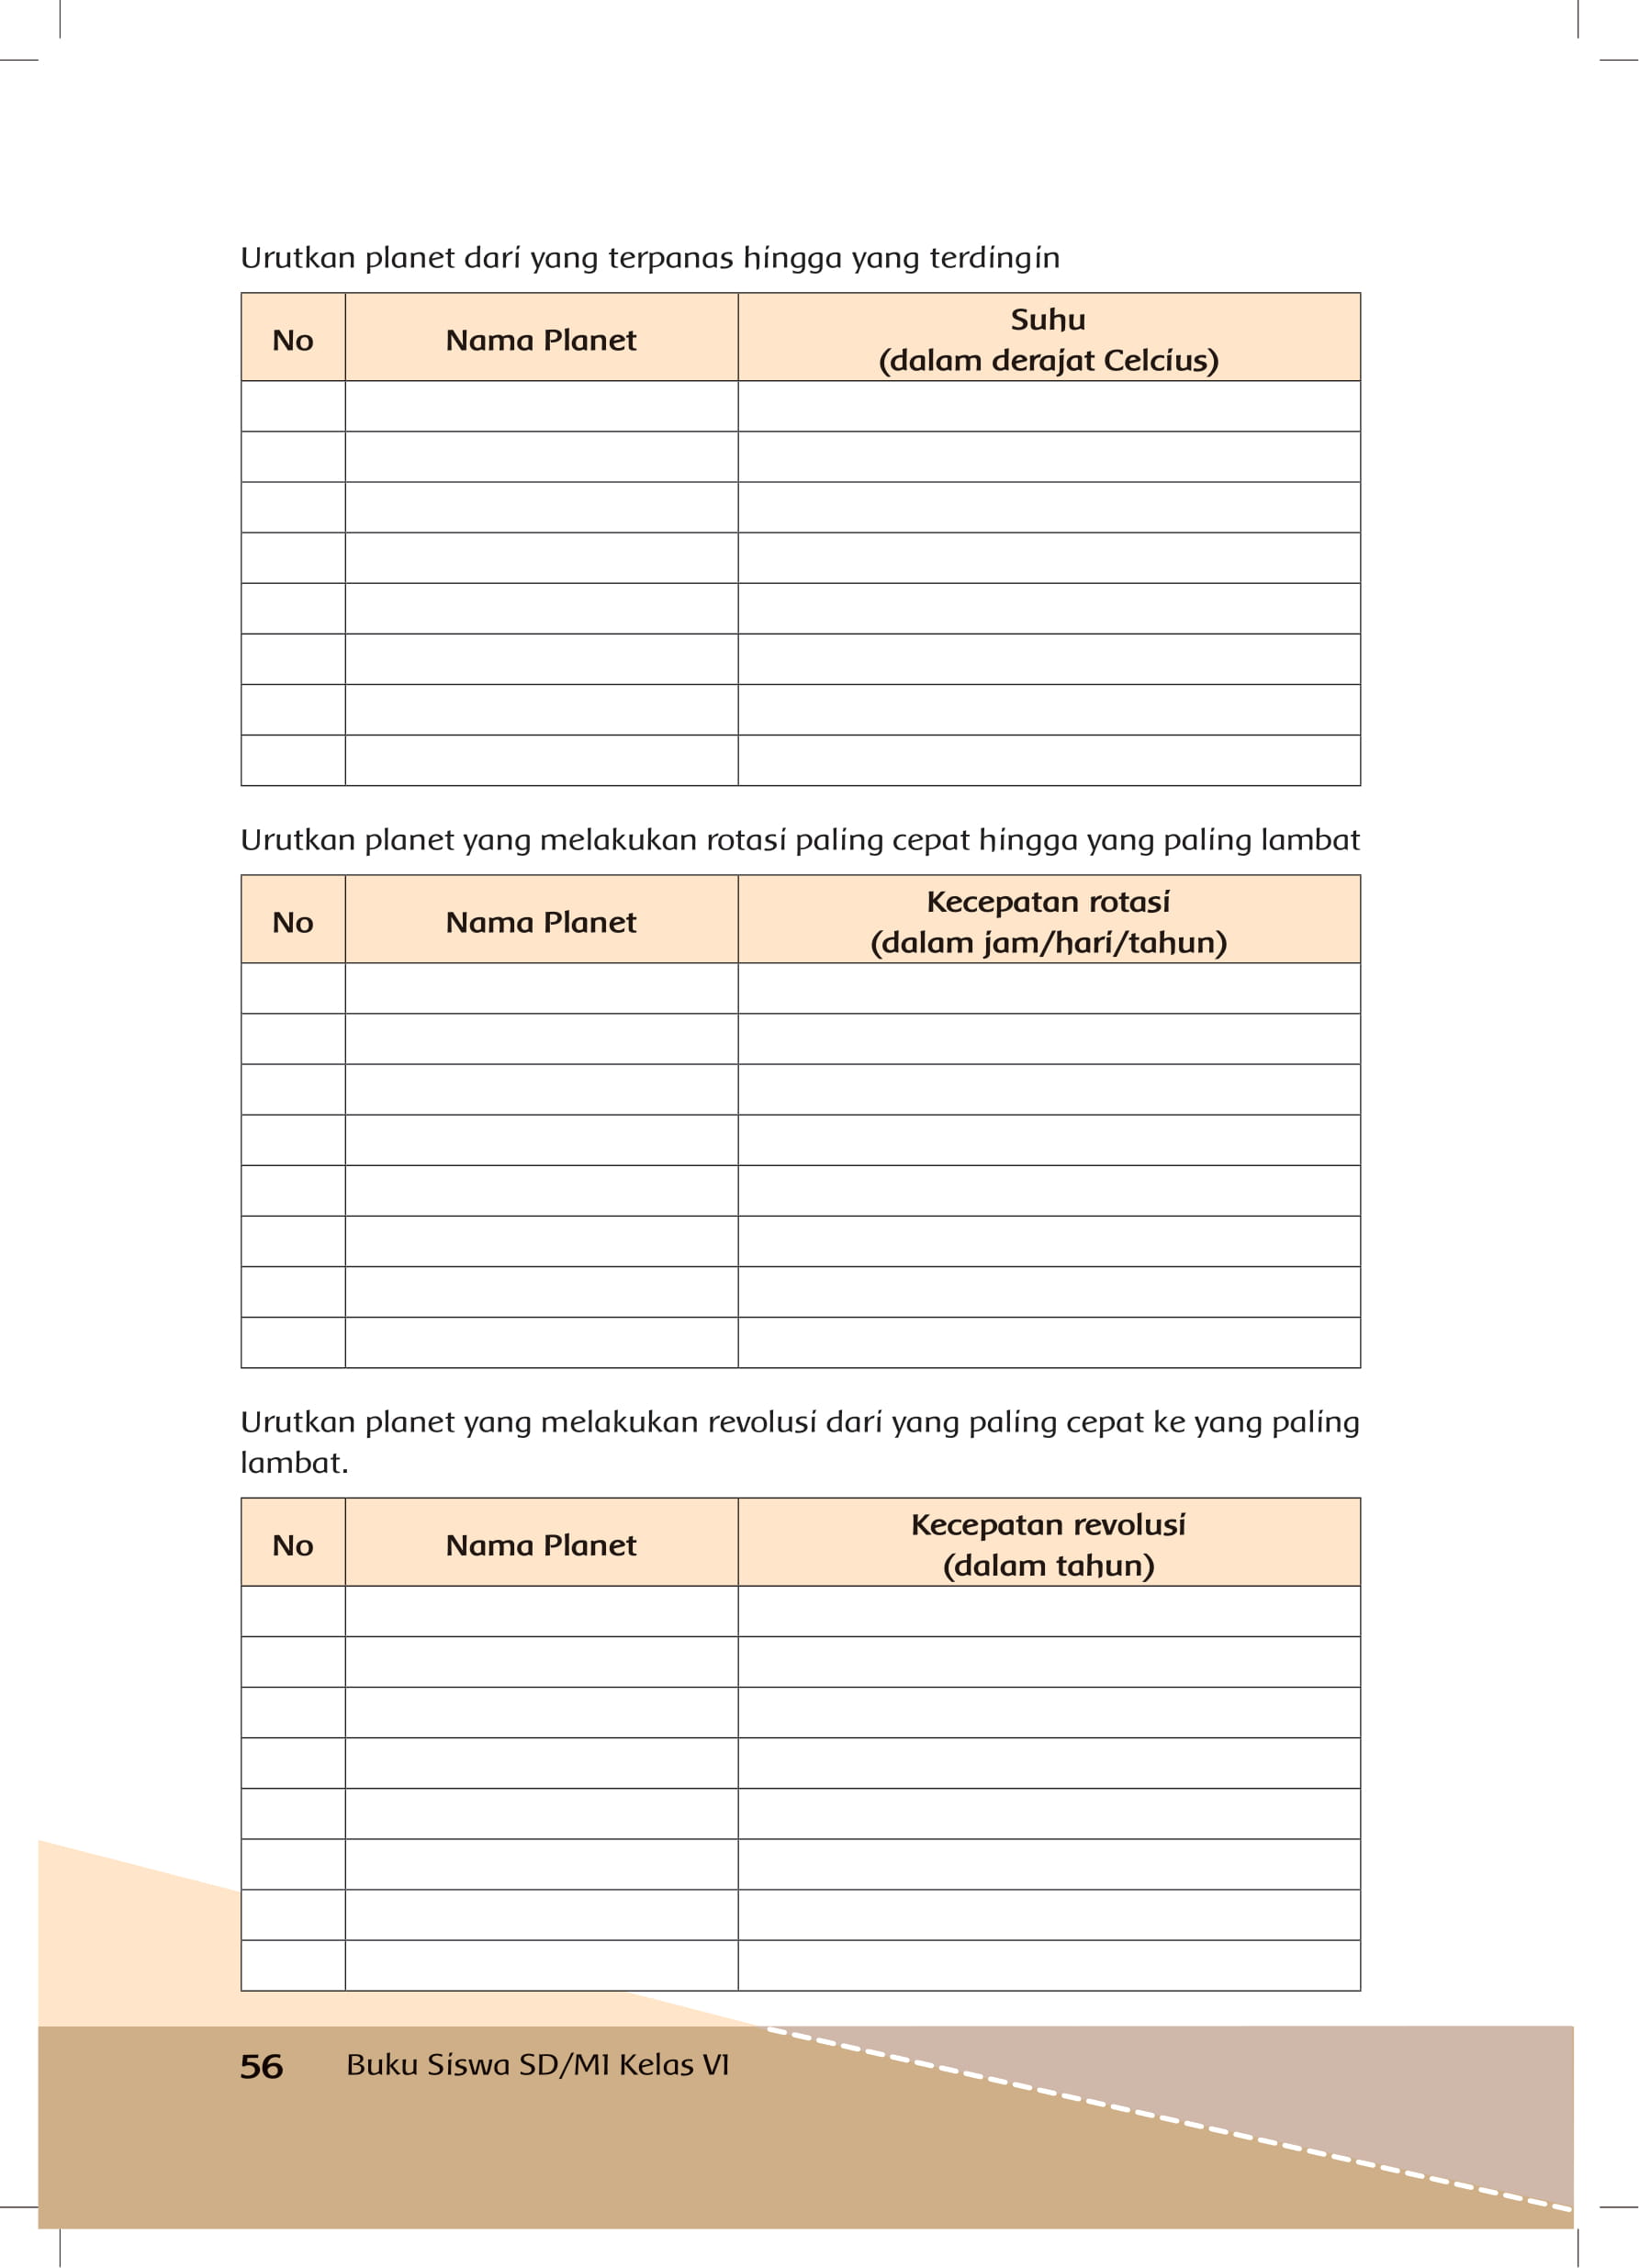 Urutkan planet dari yang terpanas hingga yang terdingin
No Nama Planet Suhu
(dalam derajat Celcius)
Urutkan planet yang melakukan rotasi paling cepat hingga yang paling lambat
No Nama Planet Kecepatan rotasi
(dalam jam/hari/tahun)
Urutkan planet yang melakukan revolusi dari yang paling cepat ke yang paling
lambat.
No Nama Planet Kecepatan revolusi
(dalam tahun)
56 Buku Siswa SD/MI Kelas VI